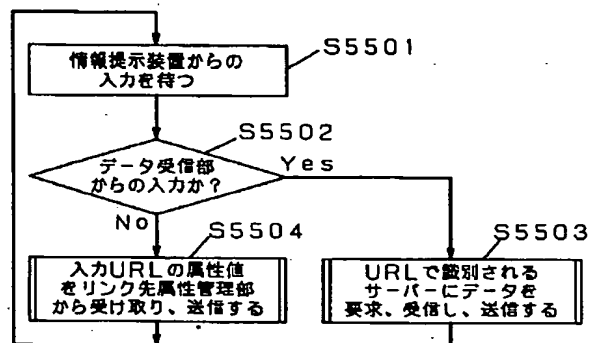 情報提示装置からの
入力を待つ
S5501
S5502
データ受信部
からの入力か？
Yes
No
S5504
入力URLの属性値
をリンク先属性管理部
から受け取り、送信する
S5503
URLで識別される
サーバーにデータを
要求、受信し、送信する